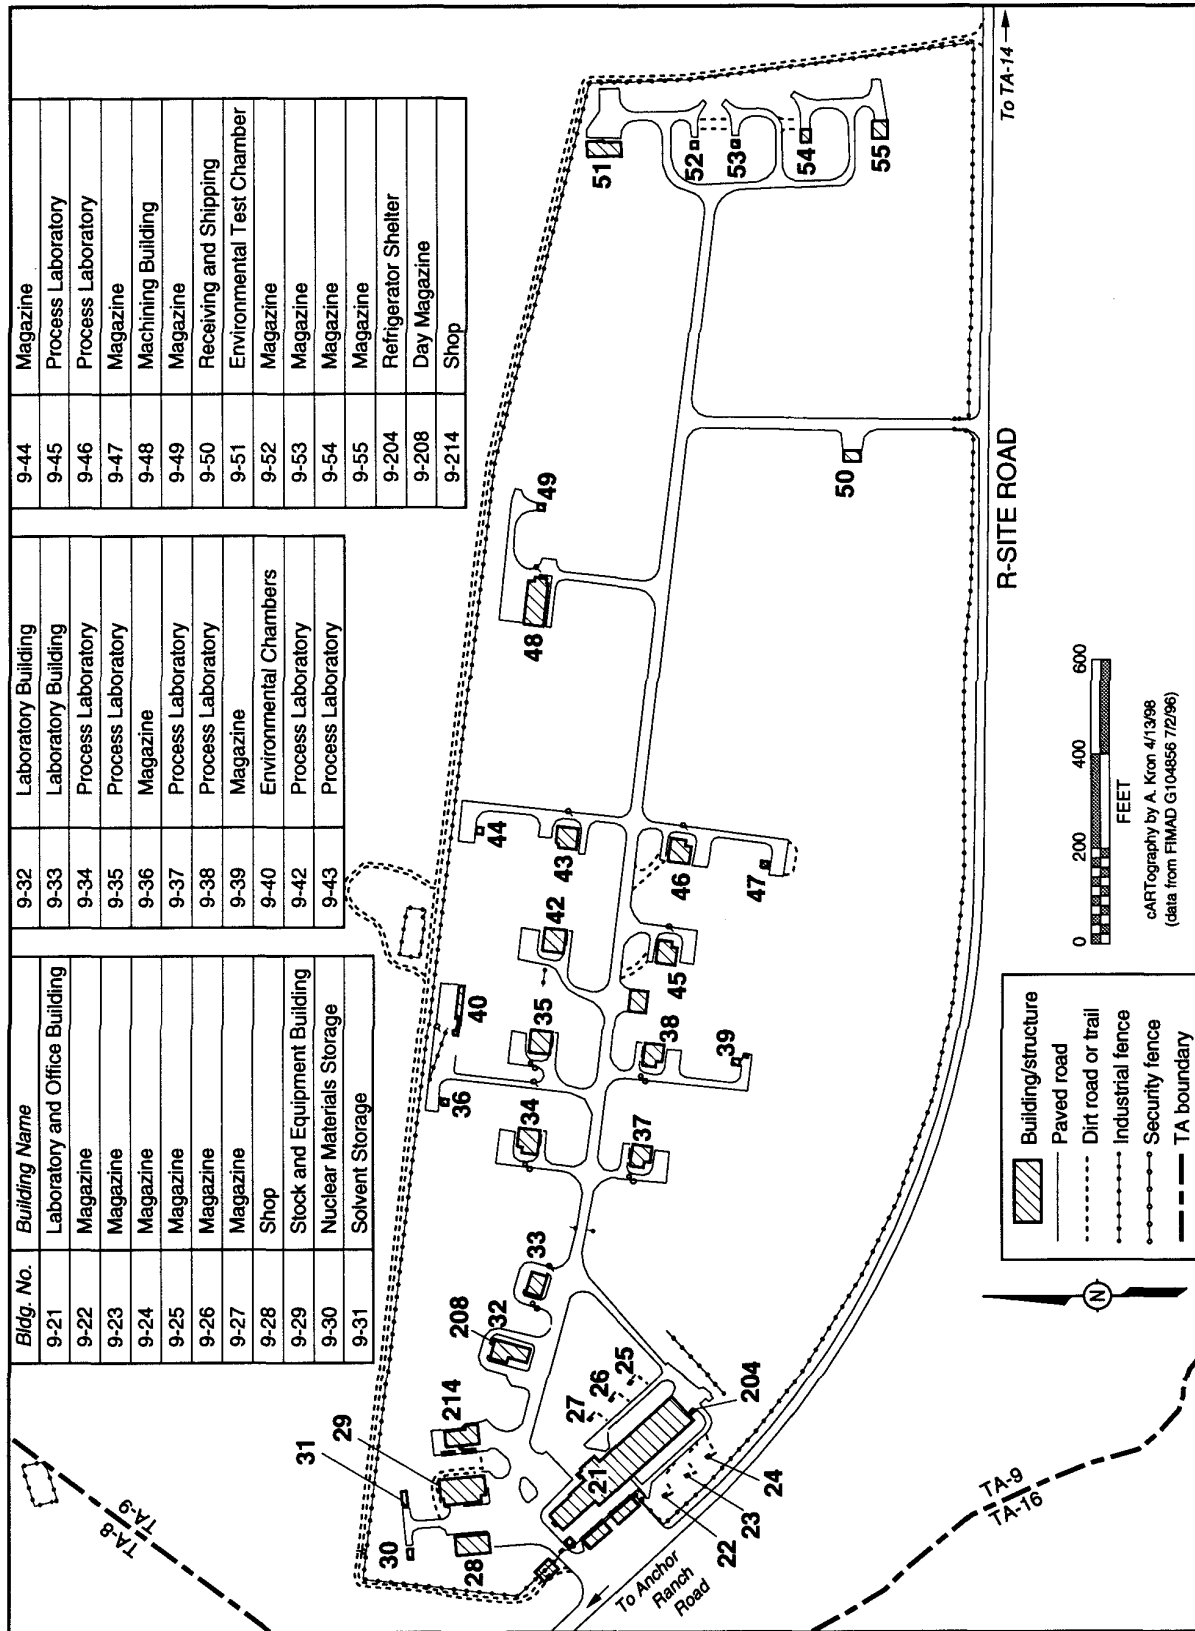 Bldg. No. Building Name
9-21 Laboratory and Office Building
9-22 Magazine
9-23 Magazine
9-24 Magazine
9-25 Magazine
9-26 Magazine
9-27 Magazine
9-28 Shop
9-29 Stock and Equipment Building
9-30 Nuclear Materials Storage
9-31 Solvent Storage
9-32 Laboratory Building
9-33 Laboratory Building
9-34 Process Laboratory
9-35 Process Laboratory
9-36 Magazine
9-37 Process Laboratory
9-38 Process Laboratory
9-39 Magazine
9-40 Environmental Chambers
9-42 Process Laboratory
9-43 Process Laboratory
9-44 Magazine
9-45 Process Laboratory
9-46 Process Laboratory
9-47 Magazine
9-48 Machining Building
9-49 Magazine
9-50 Receiving and Shipping
9-51 Environmental Test Chamber
9-52 Magazine
9-53 Magazine
9-54 Magazine
9-55 Magazine
9-204 Refrigerator Shelter
9-208 Day Magazine
9-214 Shop
TA-8
TA-9
31
29
30
28
214
208
32
33
34
36
35
40
42
43
44
48
49
51
52
53
54
55
50
27
26
25
21
204
22
23
24
37
38
39
45
46
47
To Anchor
Ranch
Road
TA-9
TA-16
R-SITE ROAD
To TA-14
N
Building/structure
Paved road
Dirt road or trail
Industrial fence
Security fence
TA boundary
0 200 400 600
FEET
cARTography by A. Kron 4/13/98
(data from FIMAD G104856 7/2/96)